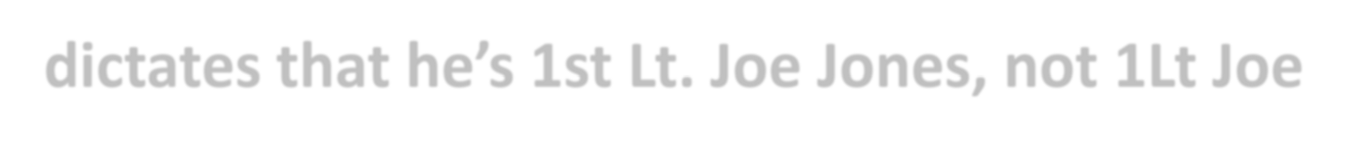 dictates that he’s 1st Lt. Joe Jones, not 1Lt Joe